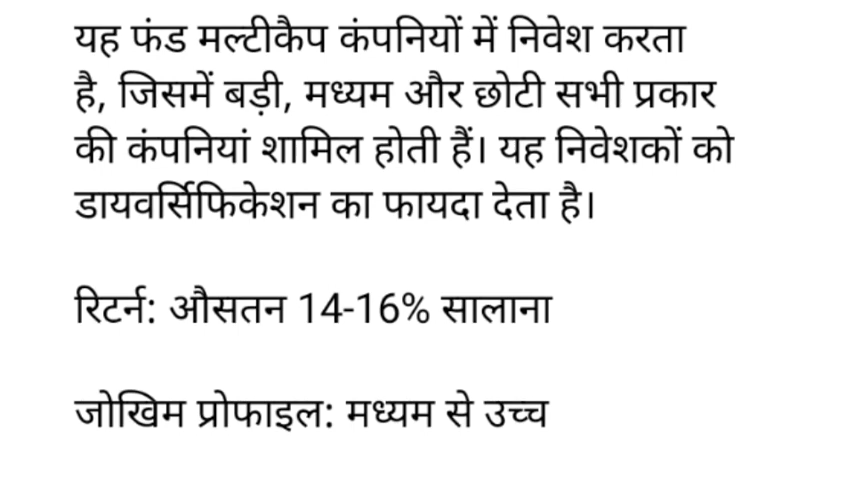 यह फंड मल्टीकैप कंपनियों में निवेश करता
है, जिसमें बड़ी, मध्यम और छोटी सभी प्रकार
की कंपनियां शामिल होती हैं। यह निवेशकों को
डायवर्सिफिकेशन का फायदा देता है।
रिटर्न: औसतन 14-16% सालाना
जोखिम प्रोफाइल: मध्यम से उच्च